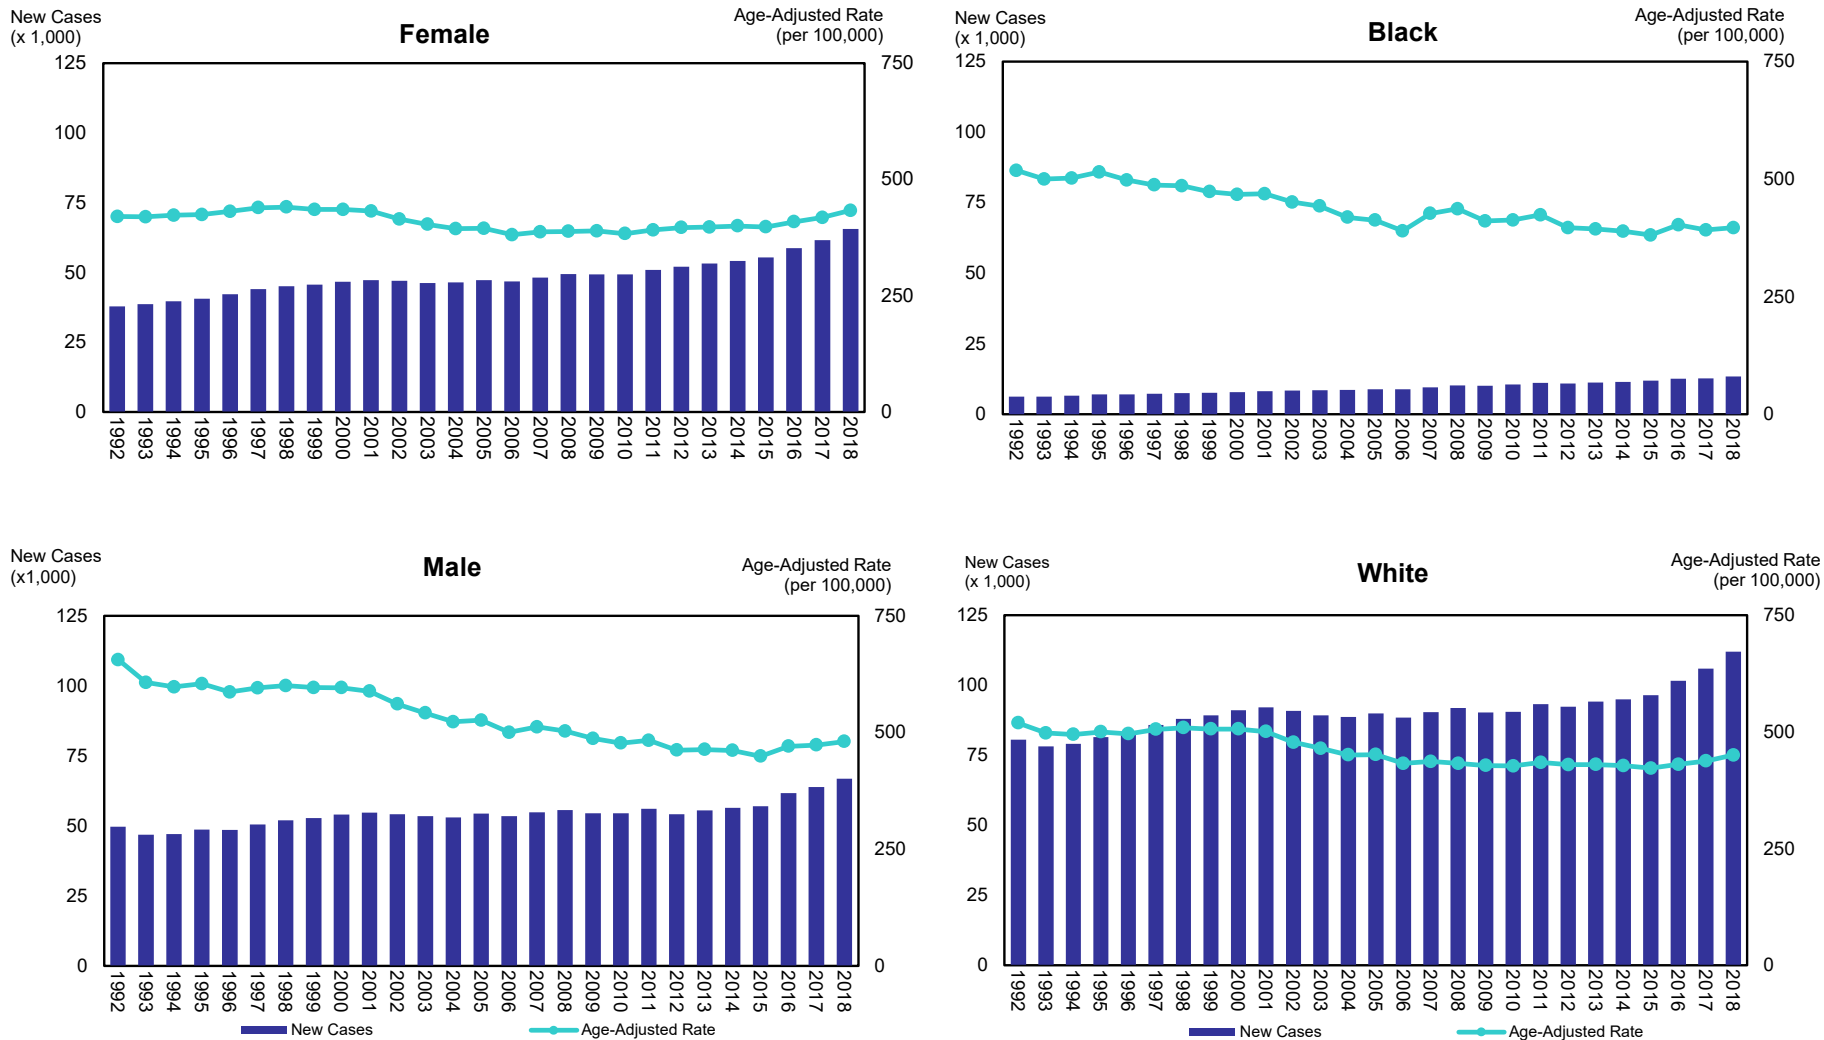 New Cases
(x 1,000)
Female
Age-Adjusted Rate
(per 100,000)
125
100
75
50
25
0
750
500
250
0
1992 1993 1994 1995 1996 1997 1998 1999 2000 2001 2002 2003 2004 2005 2006 2007 2008 2009 2010 2011 2012 2013 2014 2015 2016 2017 2018
New Cases
(x 1,000)
Black
Age-Adjusted Rate
(per 100,000)
125
100
75
50
25
0
750
500
250
0
1992 1993 1994 1995 1996 1997 1998 1999 2000 2001 2002 2003 2004 2005 2006 2007 2008 2009 2010 2011 2012 2013 2014 2015 2016 2017 2018
New Cases
(x1,000)
Male
Age-Adjusted Rate
(per 100,000)
125
100
75
50
25
0
750
500
250
0
1992 1993 1994 1995 1996 1997 1998 1999 2000 2001 2002 2003 2004 2005 2006 2007 2008 2009 2010 2011 2012 2013 2014 2015 2016 2017 2018
New Cases Age-Adjusted Rate
New Cases
(x 1,000)
White
Age-Adjusted Rate
(per 100,000)
125
100
75
50
25
0
750
500
250
0
1992 1993 1994 1995 1996 1997 1998 1999 2000 2001 2002 2003 2004 2005 2006 2007 2008 2009 2010 2011 2012 2013 2014 2015 2016 2017 2018
New Cases Age-Adjusted Rate